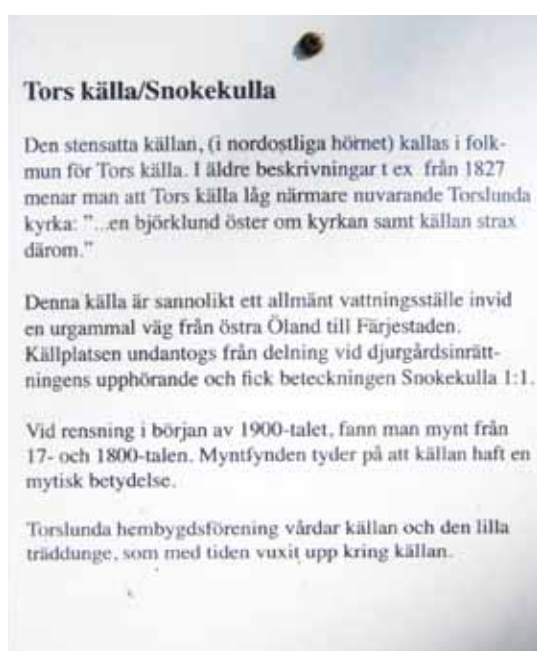 Tors källa/Snokekulla
Den stensatta källan, (i nordostliga hörnet) kallas i folk-
mun för Tors källa. I äldre beskrivningar t ex från 1827
menar man att Tors källa låg närmare nuvarande Torslunda
kyrka: "...en björklund öster om kyrkan samt källan strax
därom."
Denna källa är sannolikt ett allmänt vattningsställe invid
en urgammal väg från östra Öland till Färjestaden.
Källplatsen undantogs från delning vid djurgårdsinrätt-
ningens upphörande och fick beteckningen Snokekulla 1:1.
Vid rensning i början av 1900-talet, fann man mynt från
17- och 1800-talen. Myntfynden tyder på att källan haft en
mytisk betydelse.
Torslunda hembygdsförening vårdar källan och den lilla
träddunge, som med tiden vuxit upp kring källan.